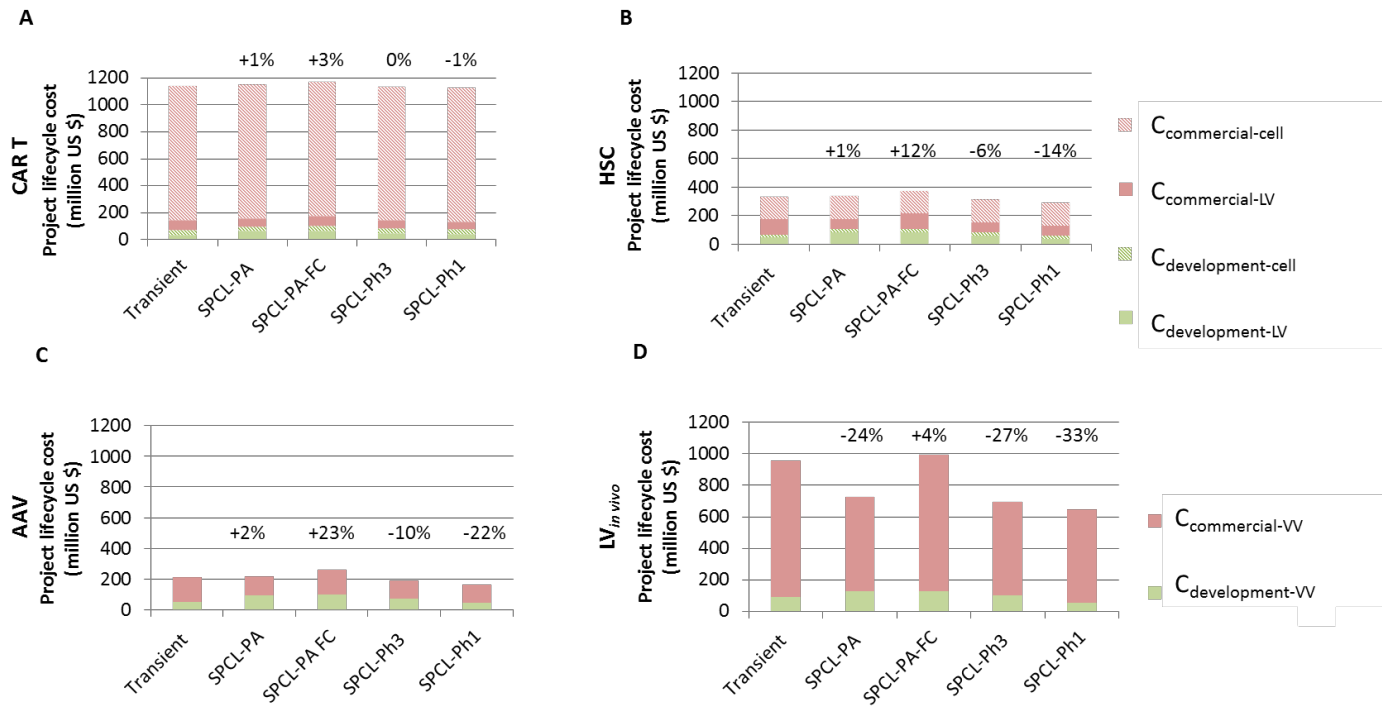 A
CAR T
Project lifecycle cost
(million US $)
+1% +3% 0% -1%
1200
1000
800
600
400
200
0
Transient SPCL-PA SPCL-PA-FC SPCL-Ph3 SPCL-Ph1
B
HSC
Project lifecycle cost
(million US $)
1200
1000
800
600
400
200
0
+1% +12% -6% -14%
Transient SPCL-PA SPCL-PA-FC SPCL-Ph3 SPCL-Ph1
Ccommercial-cell
Ccommercial-LV
Cdevelopment-cell
Cdevelopment-LV
C
AAV
Project lifecycle cost
(million US $)
1200
1000
800
600
400
200
0
+2% +23% -10% -22%
Transient SPCL-PA SPCL-PA FC SPCL-Ph3 SPCL-Ph1
D
LVin vivo
Project lifecycle cost
(million US $)
1200
1000
800
600
400
200
0
-24% +4% -27% -33%
Transient SPCL-PA SPCL-PA-FC SPCL-Ph3 SPCL-Ph1
Ccommercial-VV
Cdevelopment-VV